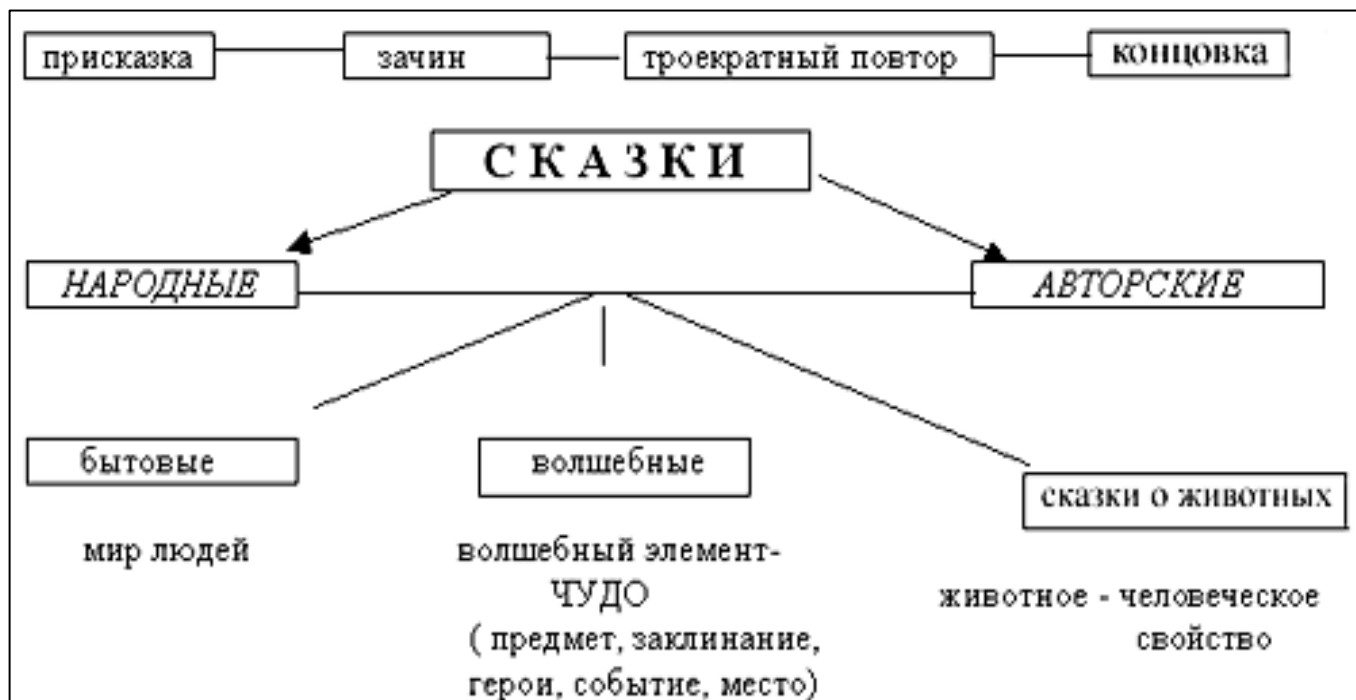 присказка зачин троекратный повтор концовка
СКАЗКИ
НАРОДНЫЕ АВТОРСКИЕ
бытовые волшебные сказки о животных
мир людей
волшебный элемент-
ЧУДО
( предмет, заклинание,
герои, событие, место)
животное - человеческое
свойство